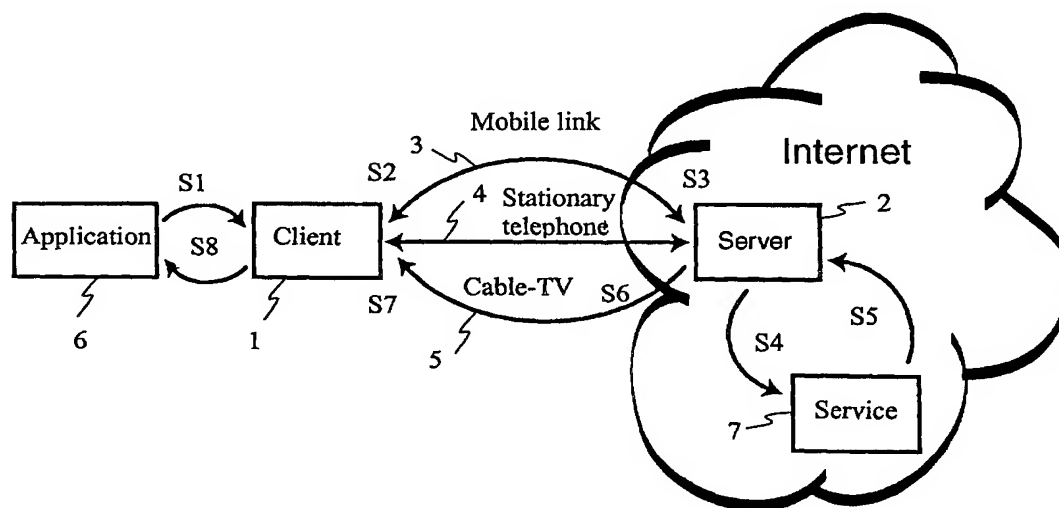 Mobile link
Internet
3
S2
S3
S1
4
Stationary
telephone
2
Application
S8
Client
Server
Cable-TV
S7
S6
6
1
5
S4
S5
7
Service